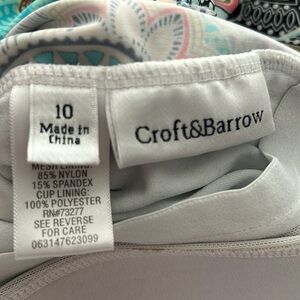 10
Made in
China
Croft&Barrow
MESH LINING:
85% NYLON
15% SPANDEX
CUP LINING:
100% POLYESTER
RN#73277
SEE REVERSE
FOR CARE
063147623099